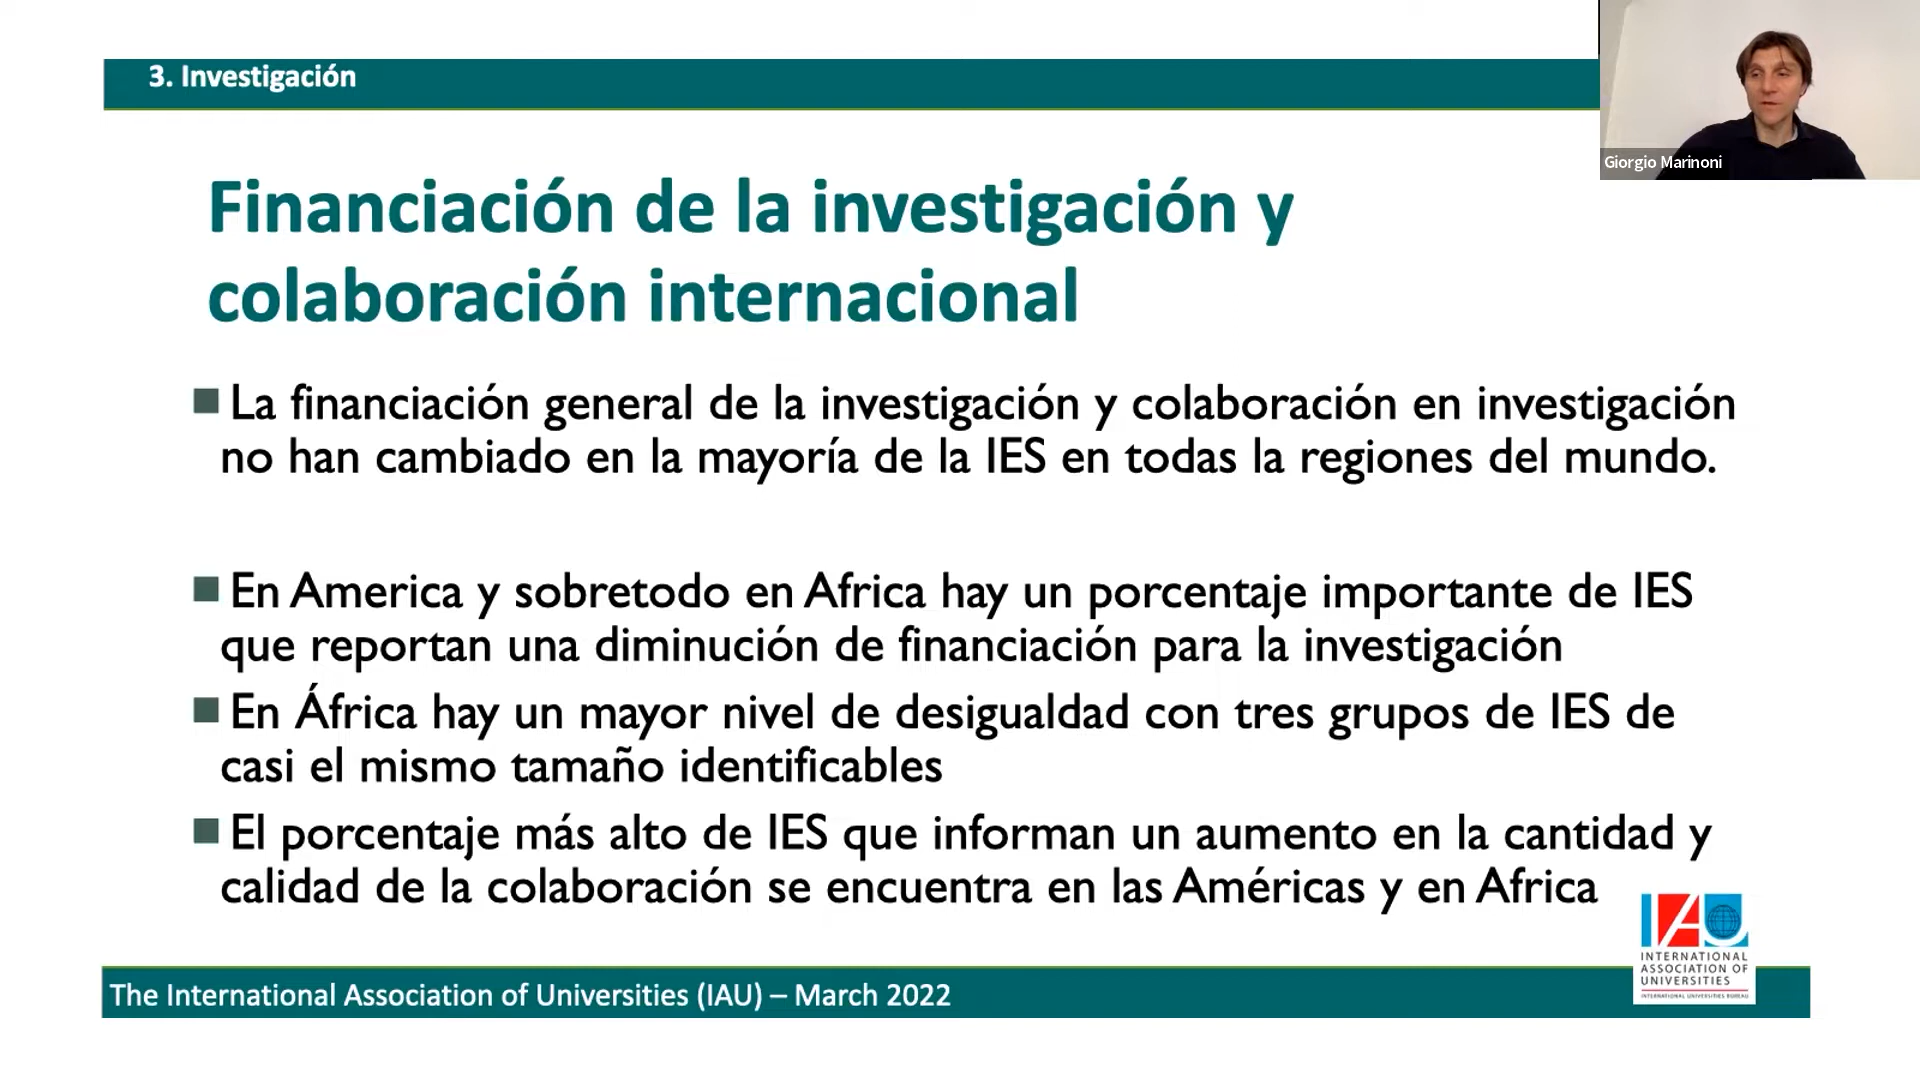 3. Investigación
Giorgio Marinoni
Financiación de la investigación y
colaboración internacional
La financiación general de la investigación y colaboración en investigación
no han cambiado en la mayoría de la IES en todas la regiones del mundo.
En America y sobretodo en Africa hay un porcentaje importante de IES
que reportan una diminución de financiación para la investigación
En África hay un mayor nivel de desigualdad con tres grupos de IES de
casi el mismo tamaño identificables
El porcentaje más alto de IES que informan un aumento en la cantidad y
calidad de la colaboración se encuentra en las Américas y en Africa
IAU
INTERNATIONAL
ASSOCIATION OF
UNIVERSITIES
INTERNATIONAL UNIVERSITIES BUREAU
The International Association of Universities (IAU) – March 2022